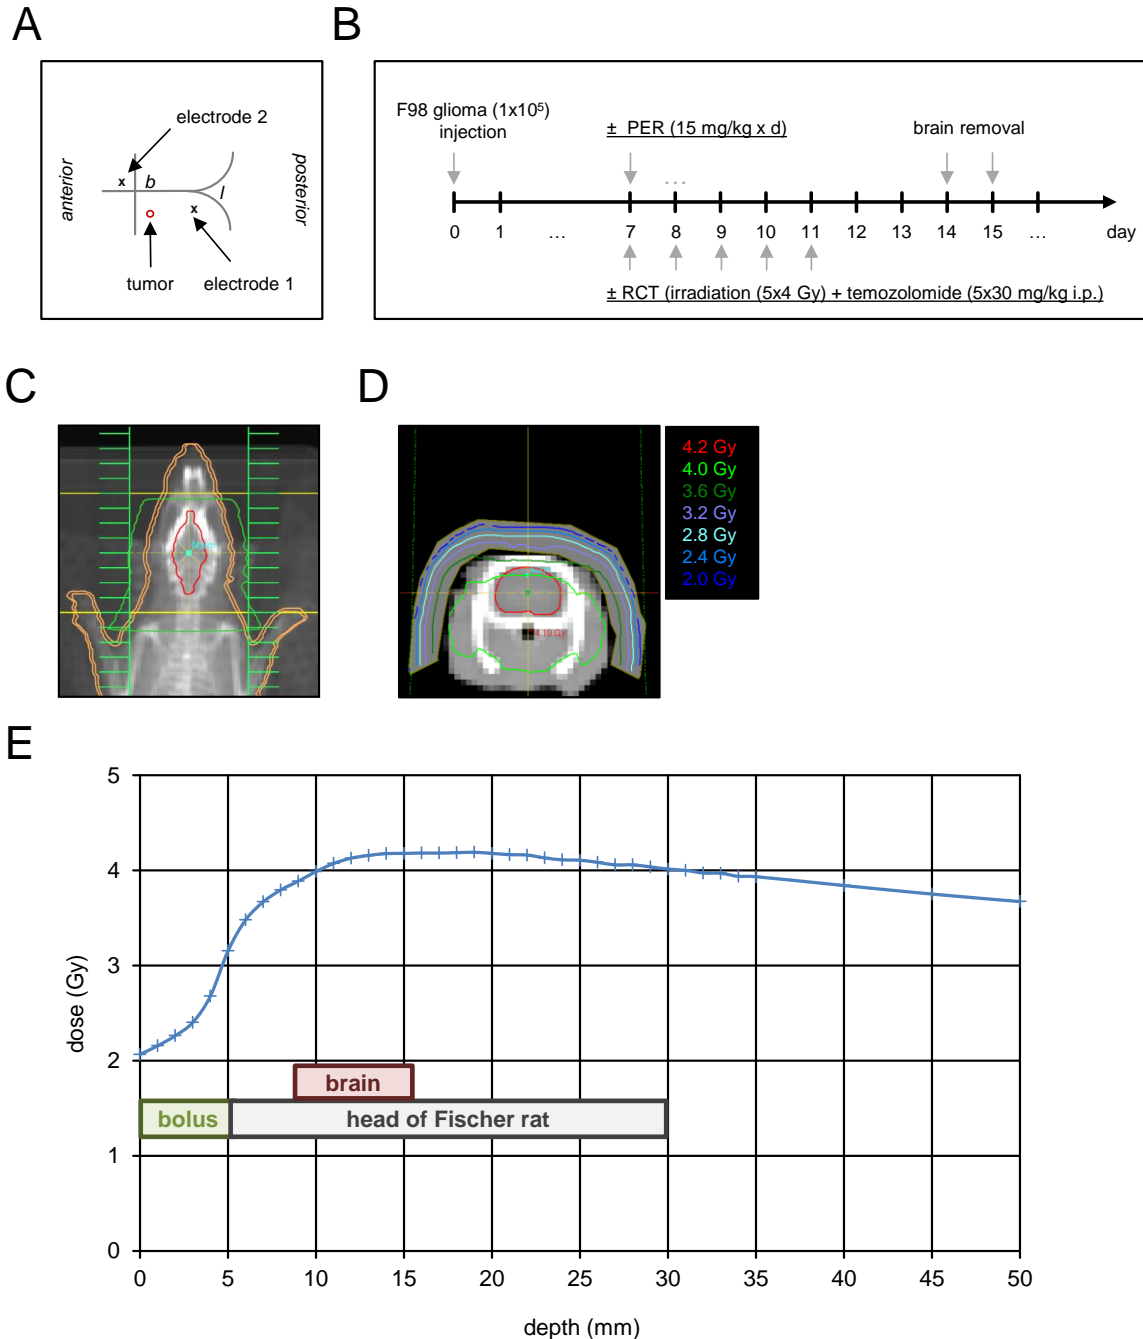 A
B
electrode 2
anterior
b
posterior
x
l
x
tumor
electrode 1
F98 glioma (1x10⁵)
injection
± PER (15 mg/kg x d)
brain removal
...
0 1 ... 7 8 9 10 11 12 13 14 15 ... day
± RCT (irradiation (5x4 Gy) + temozolomide (5x30 mg/kg i.p.)
C
D
4.2 Gy
4.0 Gy
3.6 Gy
3.2 Gy
2.8 Gy
2.4 Gy
2.0 Gy
4.19 Gy
E
5
4
3
2
1
0
dose (Gy)
brain
bolus
head of Fischer rat
0 5 10 15 20 25 30 35 40 45 50
depth (mm)